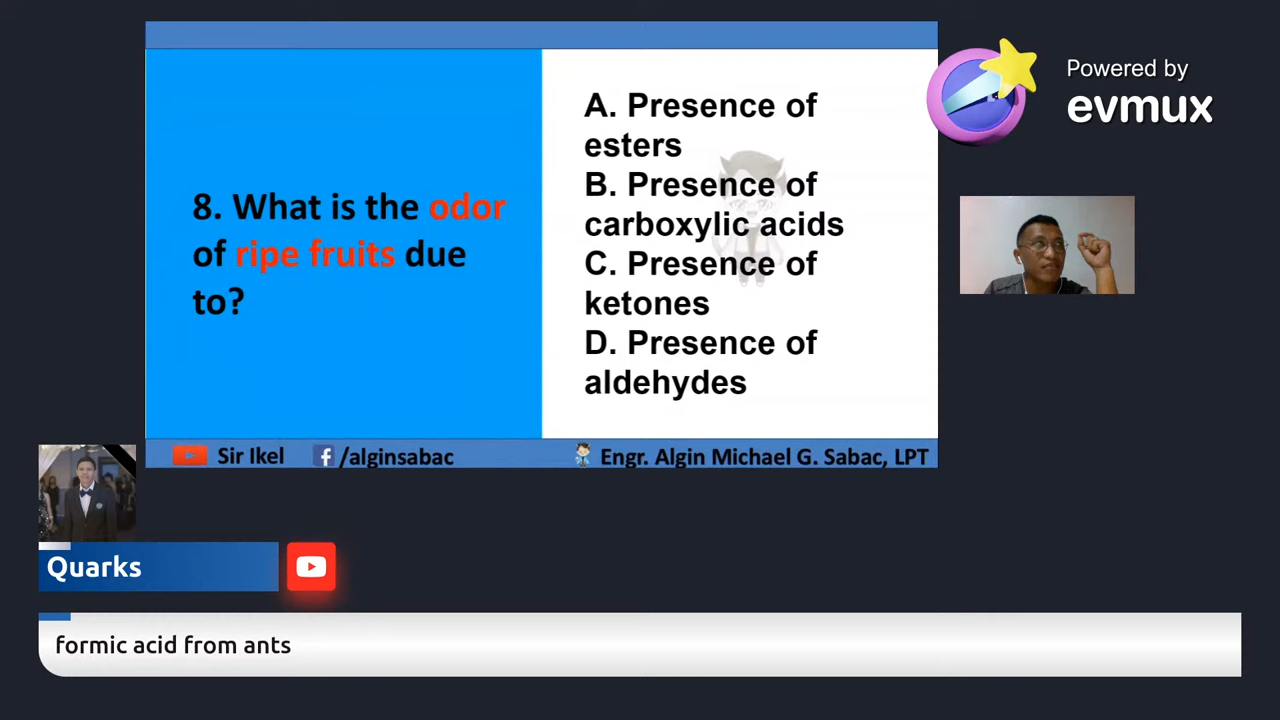 8. What is the odor
of ripe fruits due
to?
A. Presence of
esters
B. Presence of
carboxylic acids
C. Presence of
ketones
D. Presence of
aldehydes
Sir Ikel
/alginsabac
Engr. Algin Michael G. Sabac, LPT
Powered by
evmux
Quarks
formic acid from ants